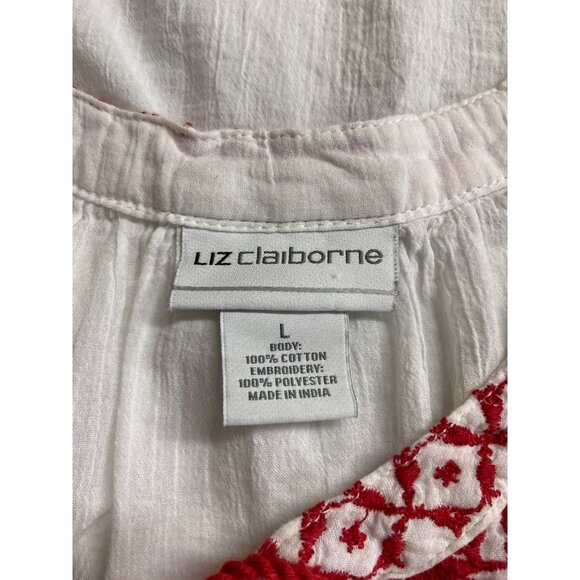 LIZ claiborne
L
BODY:
100% COTTON
EMBROIDERY:
100% POLYESTER
MADE IN INDIA